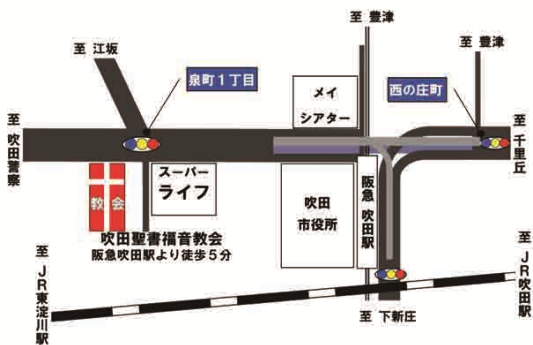 至 豊津
至 江坂
至 豊津
泉町1丁目
メイ
シアター
西の庄町
至 吹田警察
至 千里丘
教会
スーパー
ライフ
吹田
市役所
阪急 吹田駅
吹田聖書福音教会
阪急吹田駅より徒歩5分
至 JR東淀川駅
至 JR吹田駅
至 下新庄